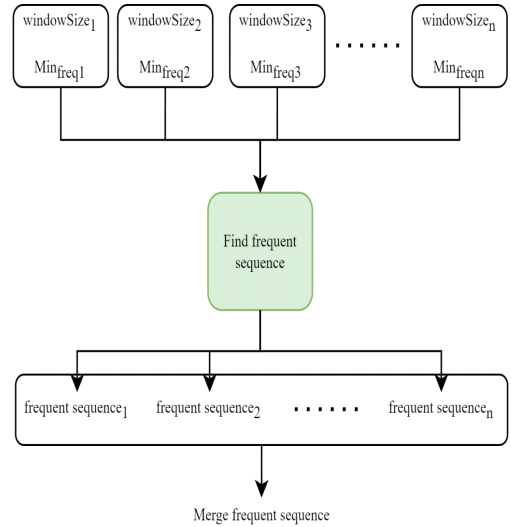 windowSize1 windowSize2 windowSize3 ······· windowSizen
Minfreq1 Minfreq2 Minfreq3 Minfreqn
Find frequent
sequence
frequent sequence1 frequent sequence2 ······ frequent sequencen
Merge frequent sequence